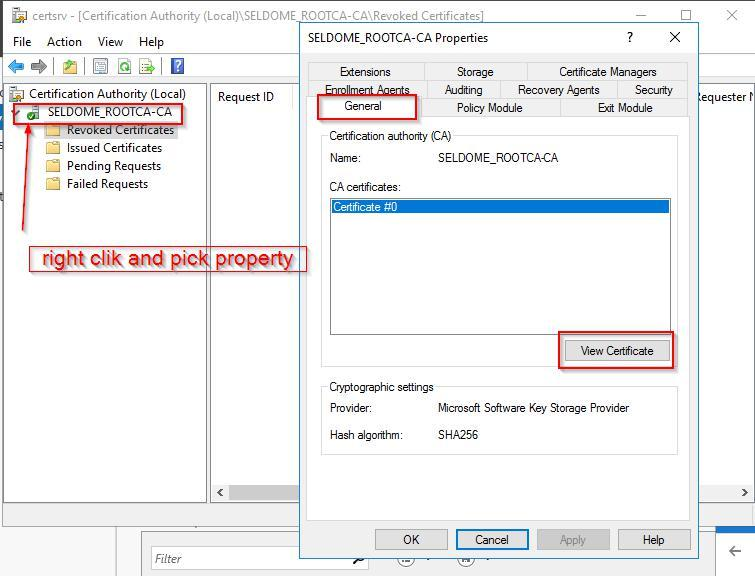 certsrv - [Certification Authority (Local)\SELDOME_ROOTCA-CA\Revoked Certificates]
File Action View Help
Certification Authority (Local)
SELDOME_ROOTCA-CA
Revoked Certificates
Issued Certificates
Pending Requests
Failed Requests
Request ID
Requester N
right clik and pick property
SELDOME_ROOTCA-CA Properties
Extensions Storage Certificate Managers
Enrollment Agents Auditing Recovery Agents Security
General Policy Module Exit Module
Certification authority (CA)
Name: SELDOME_ROOTCA-CA
CA certificates:
Certificate #0
View Certificate
Cryptographic settings
Provider: Microsoft Software Key Storage Provider
Hash algorithm: SHA256
OK Cancel Apply Help
Filter